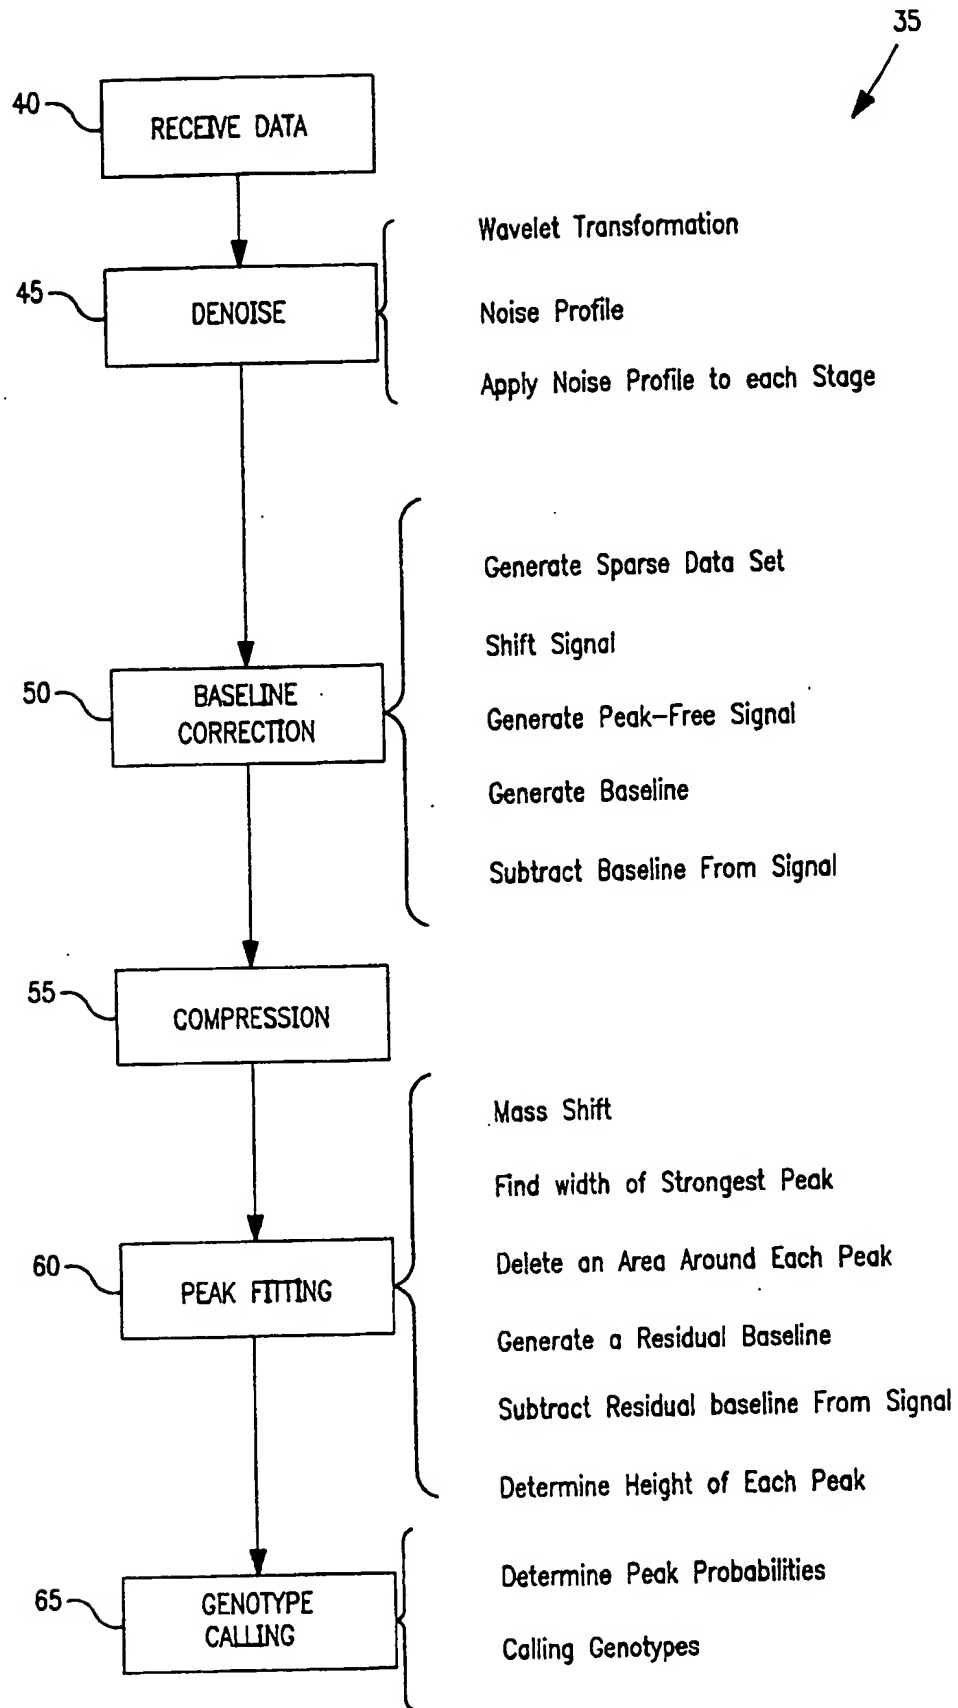 35
40
RECEIVE DATA
Wavelet Transformation
45
DENOISE
Noise Profile
Apply Noise Profile to each Stage
Generate Sparse Data Set
Shift Signal
50
BASELINE
CORRECTION
Generate Peak-Free Signal
Generate Baseline
Subtract Baseline From Signal
55
COMPRESSION
Mass Shift
Find width of Strongest Peak
60
PEAK FITTING
Delete an Area Around Each Peak
Generate a Residual Baseline
Subtract Residual baseline From Signal
Determine Height of Each Peak
65
GENOTYPE
CALLING
Determine Peak Probabilities
Calling Genotypes